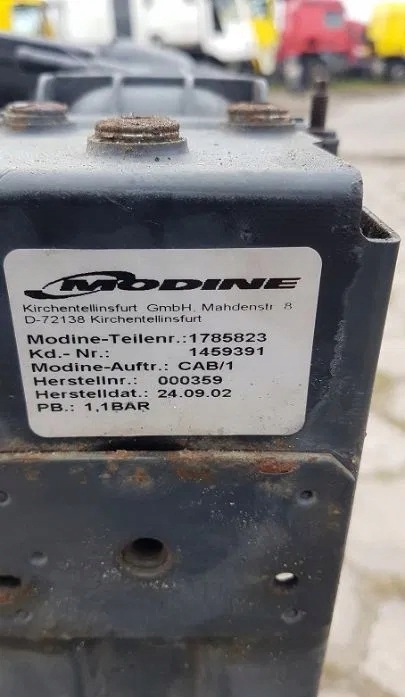 MODINE
Kirchentellinsfurt GmbH, Mahdenstr. 8
D-72138 Kirchentellinsfurt
Modine-Teilenr.:1785823
Kd.- Nr.: 1459391
Modine-Auftr.: CAB/1
Herstellnr.: 000359
Herstelldat.: 24.09.02
PB.: 1,1BAR